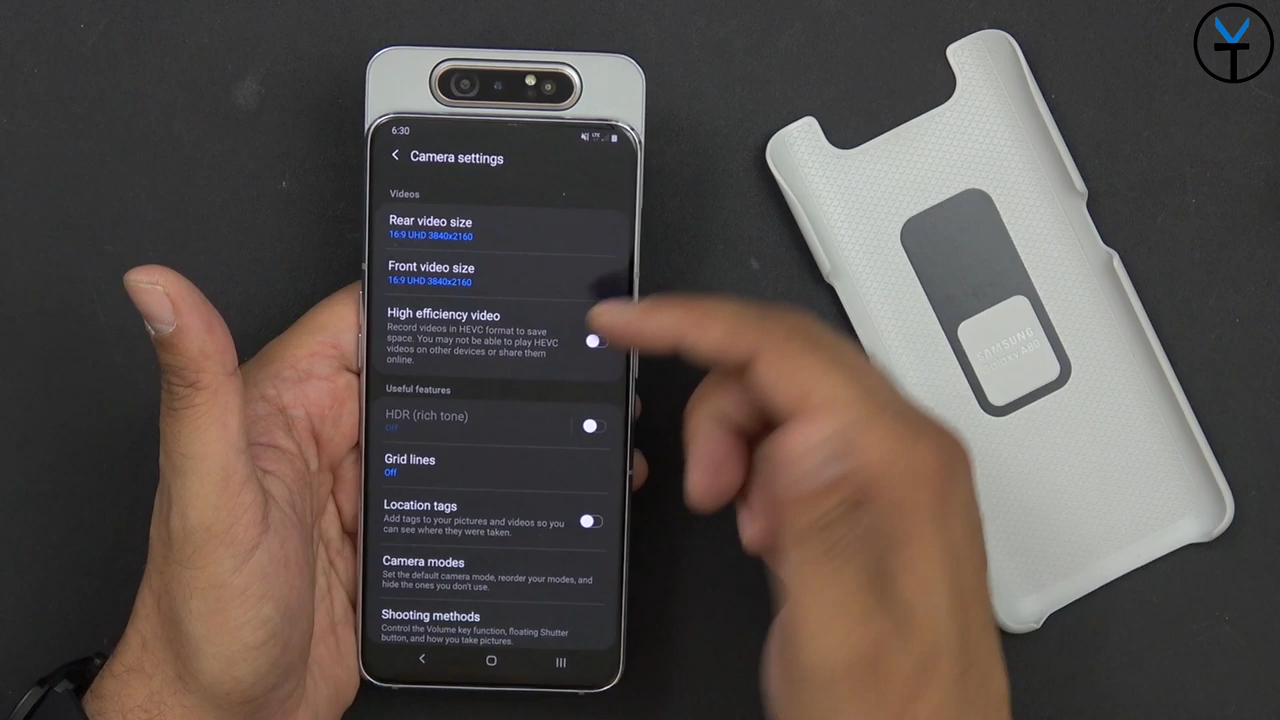 6:30
LTE
Camera settings
Videos
Rear video size
16:9 UHD 3840x2160
Front video size
16:9 UHD 3840x2160
High efficiency video
Record videos in HEVC format to save
space. You may not be able to play HEVC
videos on other devices or share them
online.
Useful features
HDR (rich tone)
Off
Grid lines
Off
Location tags
Add tags to your pictures and videos so you
can see where they were taken.
Camera modes
Set the default camera mode, reorder your modes, and
hide the ones you don't use.
Shooting methods
Control the Volume key function, floating Shutter
button, and how you take pictures.
SAMSUNG
GALAXY A80